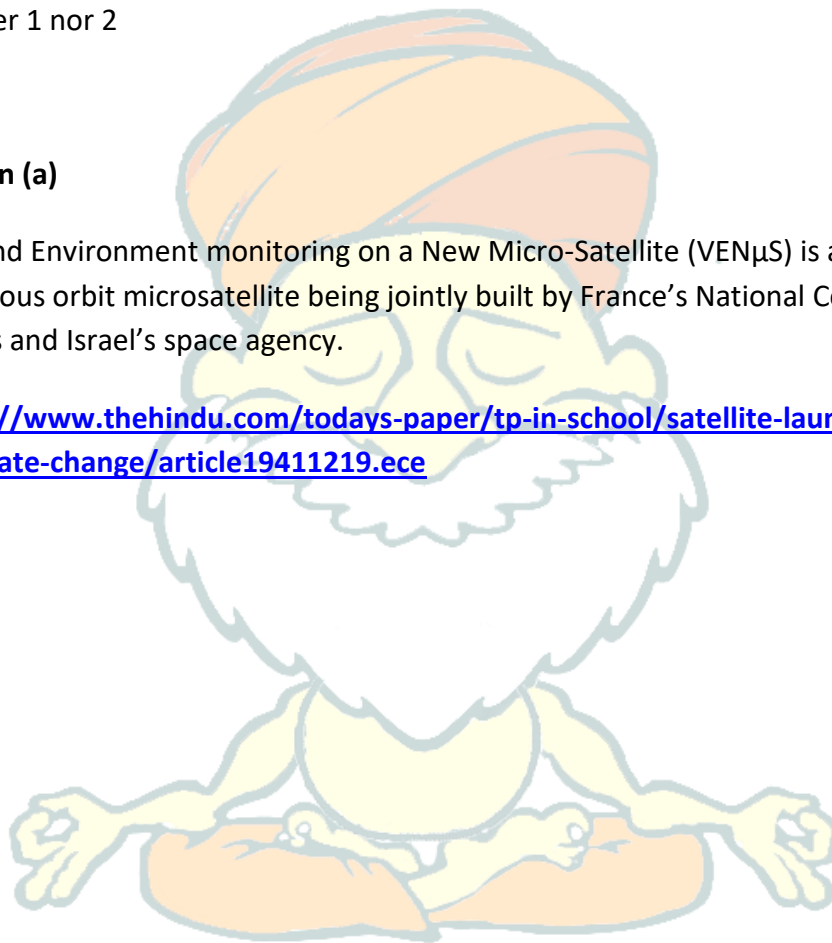 er 1 nor 2
n (a)
nd Environment monitoring on a New Micro-Satellite (VENµS) is a
ous orbit microsatellite being jointly built by France’s National Ce
s and Israel’s space agency.
//www.thehindu.com/todays-paper/tp-in-school/satellite-laun
ate-change/article19411219.ece